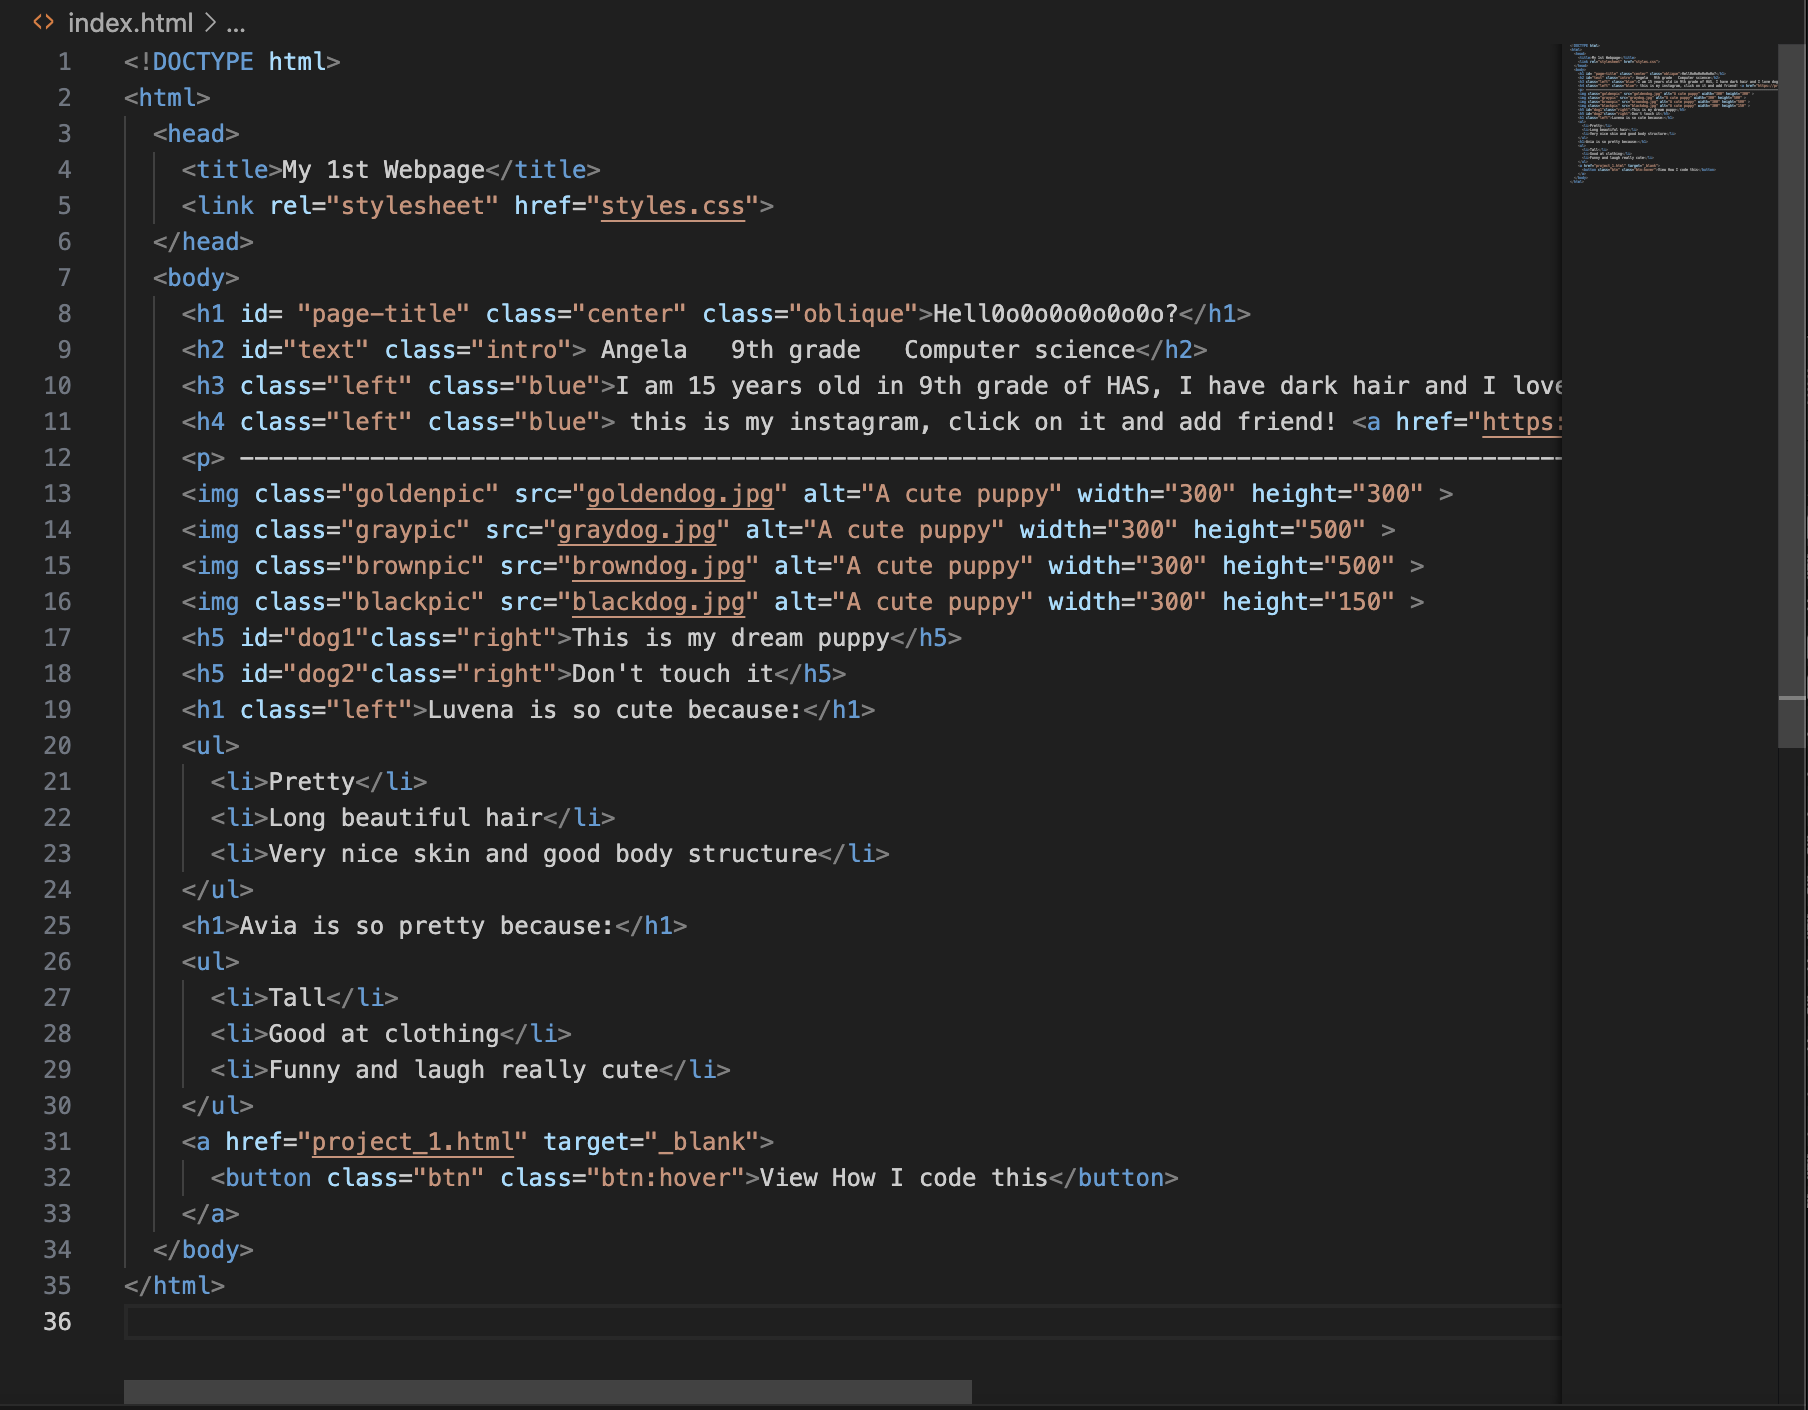 index.html > ...
1 <!DOCTYPE html>
2 <html>
3 <head>
4 <title>My 1st Webpage</title>
5 <link rel="stylesheet" href="styles.css">
6 </head>
7 <body>
8 <h1 id= "page-title" class="center" class="oblique">Hell0o0o0o0o0o0o?</h1>
9 <h2 id="text" class="intro"> Angela   9th grade   Computer science</h2>
10 <h3 class="left" class="blue">I am 15 years old in 9th grade of HAS, I have dark hair and I love
11 <h4 class="left" class="blue"> this is my instagram, click on it and add friend! <a href="https:
12 <p> --------------------------------------------------------------------------------------------
13 <img class="goldenpic" src="goldendog.jpg" alt="A cute puppy" width="300" height="300" >
14 <img class="graypic" src="graydog.jpg" alt="A cute puppy" width="300" height="500" >
15 <img class="brownpic" src="browndog.jpg" alt="A cute puppy" width="300" height="500" >
16 <img class="blackpic" src="blackdog.jpg" alt="A cute puppy" width="300" height="150" >
17 <h5 id="dog1"class="right">This is my dream puppy</h5>
18 <h5 id="dog2"class="right">Don't touch it</h5>
19 <h1 class="left">Luvena is so cute because:</h1>
20 <ul>
21 <li>Pretty</li>
22 <li>Long beautiful hair</li>
23 <li>Very nice skin and good body structure</li>
24 </ul>
25 <h1>Avia is so pretty because:</h1>
26 <ul>
27 <li>Tall</li>
28 <li>Good at clothing</li>
29 <li>Funny and laugh really cute</li>
30 </ul>
31 <a href="project_1.html" target="_blank">
32 <button class="btn" class="btn:hover">View How I code this</button>
33 </a>
34 </body>
35 </html>
36